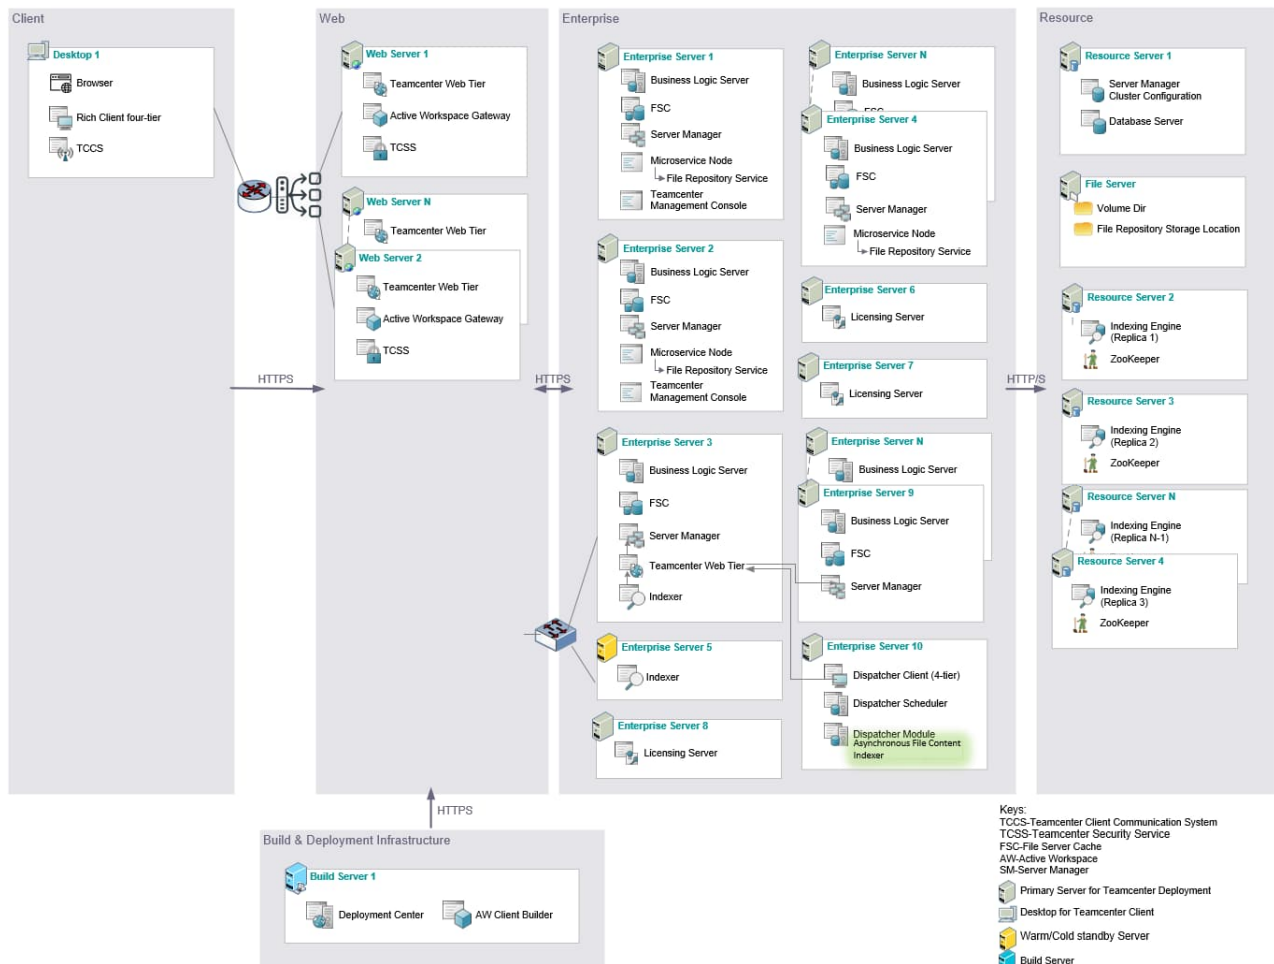 Client
Desktop 1
Browser
Rich Client four-tier
TCCS
HTTPS
Web
Web Server 1
Teamcenter Web Tier
Active Workspace Gateway
TCSS
Web Server N
Teamcenter Web Tier
Web Server 2
Teamcenter Web Tier
Active Workspace Gateway
TCSS
HTTPS
Enterprise
Enterprise Server 1
Business Logic Server
FSC
Server Manager
Microservice Node
File Repository Service
Teamcenter
Management Console
Enterprise Server 2
Business Logic Server
FSC
Server Manager
Microservice Node
File Repository Service
Teamcenter
Management Console
Enterprise Server 3
Business Logic Server
FSC
Server Manager
Teamcenter Web Tier
Indexer
Enterprise Server 5
Indexer
Enterprise Server 8
Licensing Server
Enterprise Server N
Business Logic Server
FSC
Enterprise Server 4
Business Logic Server
FSC
Server Manager
Microservice Node
File Repository Service
Enterprise Server 6
Licensing Server
Enterprise Server 7
Licensing Server
Enterprise Server N
Business Logic Server
Enterprise Server 9
Business Logic Server
FSC
Server Manager
Enterprise Server 10
Dispatcher Client (4-tier)
Dispatcher Scheduler
Dispatcher Module
Asynchronous File Content
Indexer
HTTP/S
Resource
Resource Server 1
Server Manager
Cluster Configuration
Database Server
File Server
Volume Dir
File Repository Storage Location
Resource Server 2
Indexing Engine
(Replica 1)
ZooKeeper
Resource Server 3
Indexing Engine
(Replica 2)
ZooKeeper
Resource Server N
Indexing Engine
(Replica N-1)
Resource Server 4
Indexing Engine
(Replica 3)
ZooKeeper
HTTPS
Build & Deployment Infrastructure
Build Server 1
Deployment Center
AW Client Builder
Keys:
TCCS-Teamcenter Client Communication System
TCSS-Teamcenter Security Service
FSC-File Server Cache
AW-Active Workspace
SM-Server Manager
Primary Server for Teamcenter Deployment
Desktop for Teamcenter Client
Warm/Cold standby Server
Build Server